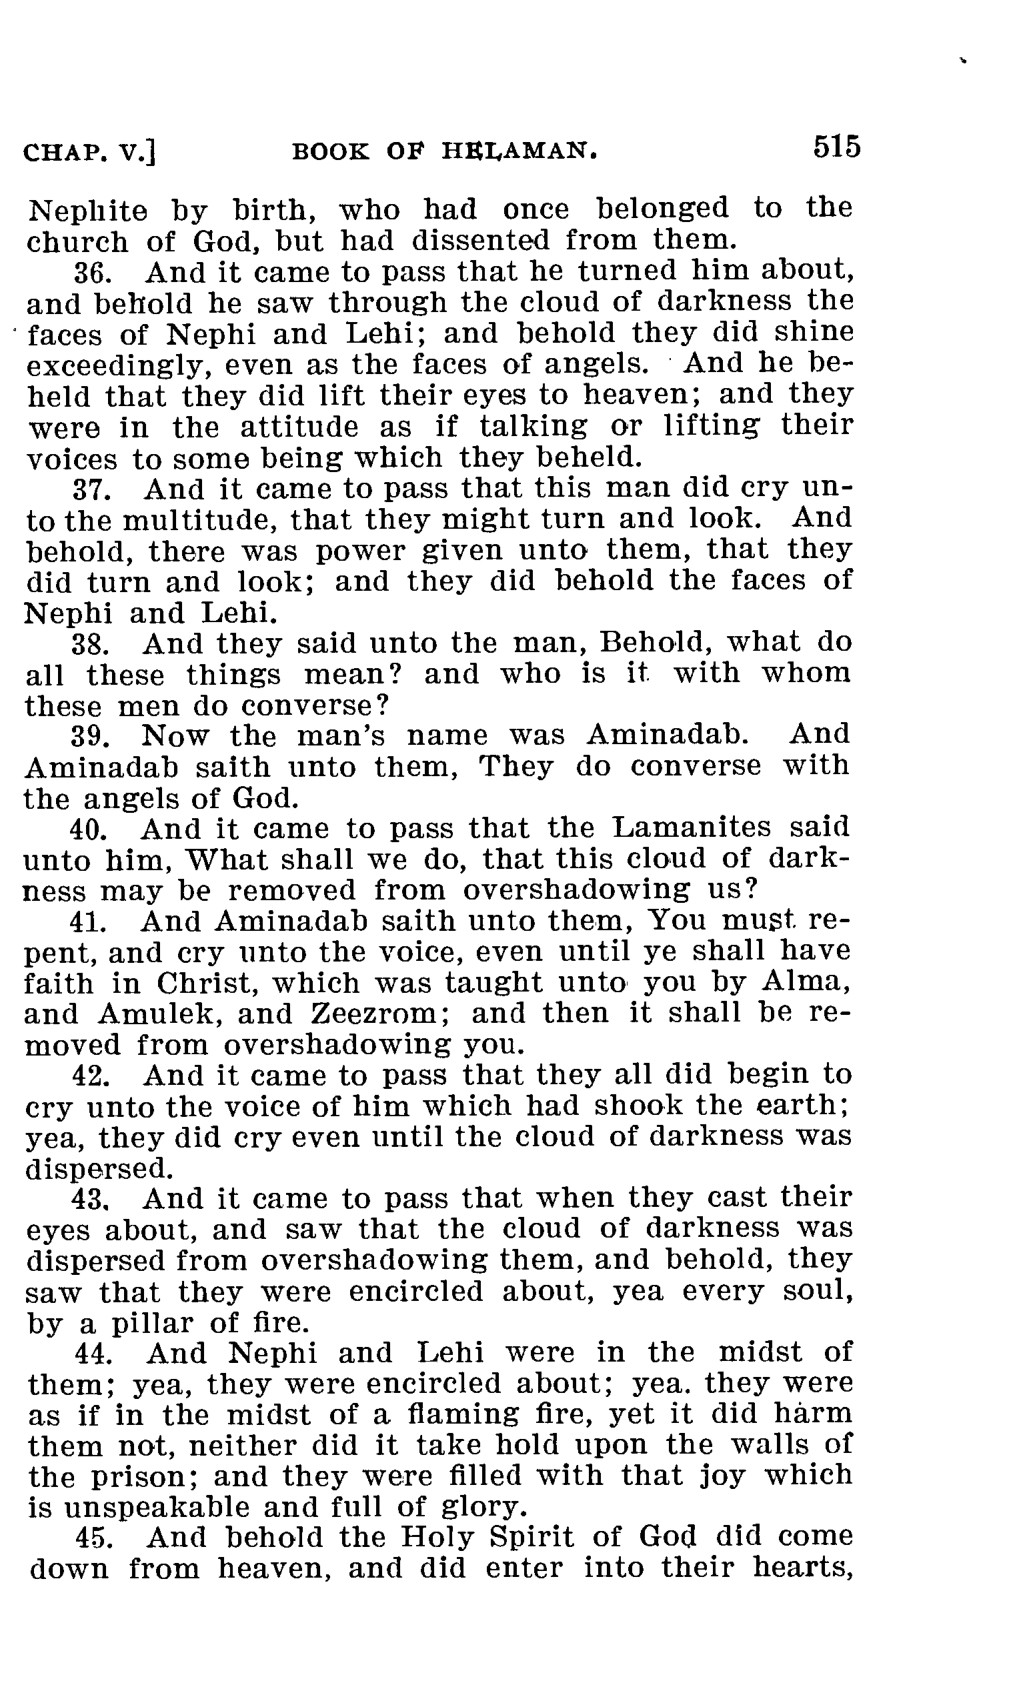 CHAP. V.] BOOK OF HELAMAN. 515
Nephite by birth, who had once belonged to the
church of God, but had dissented from them.
36. And it came to pass that he turned him about,
and behold he saw through the cloud of darkness the
faces of Nephi and Lehi; and behold they did shine
exceedingly, even as the faces of angels. And he be-
held that they did lift their eyes to heaven; and they
were in the attitude as if talking or lifting their
voices to some being which they beheld.
37. And it came to pass that this man did cry un-
to the multitude, that they might turn and look. And
behold, there was power given unto them, that they
did turn and look; and they did behold the faces of
Nephi and Lehi.
38. And they said unto the man, Behold, what do
all these things mean? and who is it with whom
these men do converse?
39. Now the man's name was Aminadab. And
Aminadab saith unto them, They do converse with
the angels of God.
40. And it came to pass that the Lamanites said
unto him, What shall we do, that this cloud of dark-
ness may be removed from overshadowing us?
41. And Aminadab saith unto them, You must re-
pent, and cry unto the voice, even until ye shall have
faith in Christ, which was taught unto you by Alma,
and Amulek, and Zeezrom; and then it shall be re-
moved from overshadowing you.
42. And it came to pass that they all did begin to
cry unto the voice of him which had shook the earth;
yea, they did cry even until the cloud of darkness was
dispersed.
43. And it came to pass that when they cast their
eyes about, and saw that the cloud of darkness was
dispersed from overshadowing them, and behold, they
saw that they were encircled about, yea every soul,
by a pillar of fire.
44. And Nephi and Lehi were in the midst of
them; yea, they were encircled about; yea. they were
as if in the midst of a flaming fire, yet it did harm
them not, neither did it take hold upon the walls of
the prison; and they were filled with that joy which
is unspeakable and full of glory.
45. And behold the Holy Spirit of God did come
down from heaven, and did enter into their hearts,